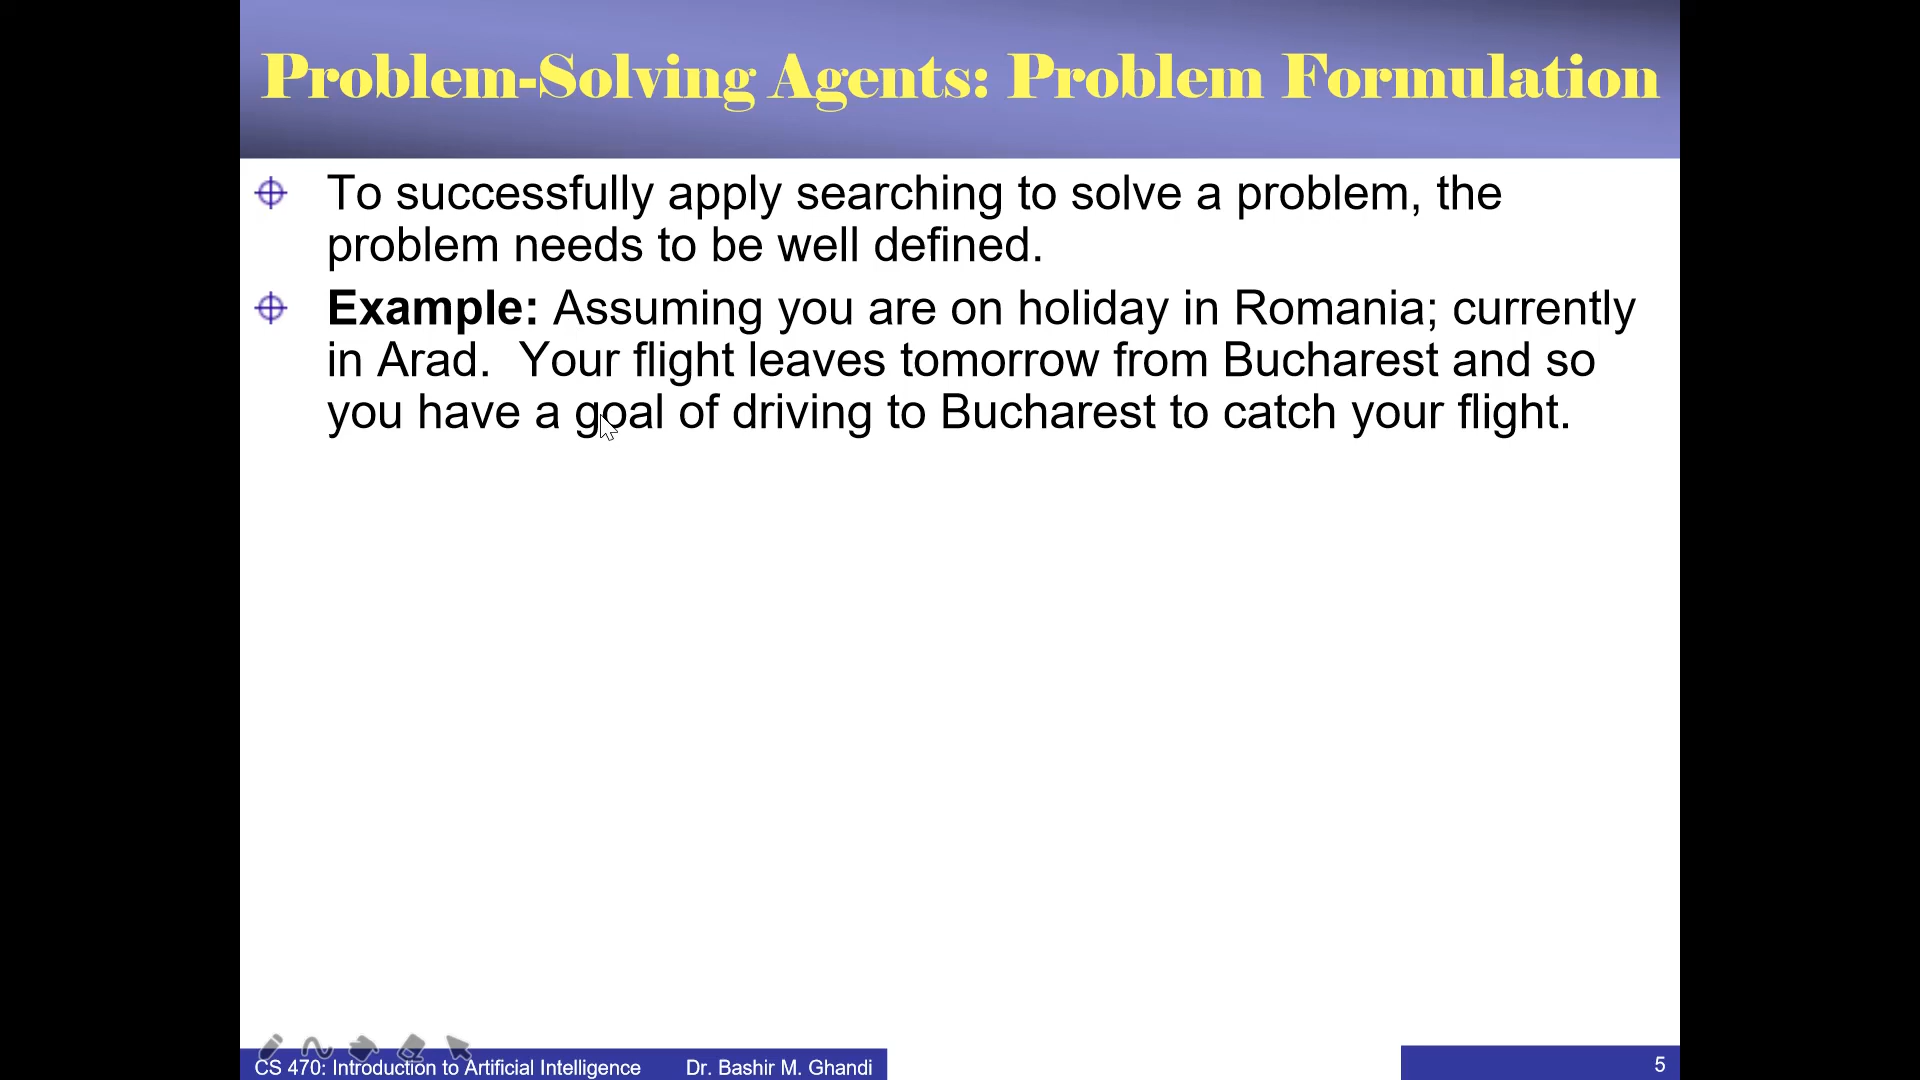 Problem-Solving Agents: Problem Formulation
To successfully apply searching to solve a problem, the
problem needs to be well defined.
Example: Assuming you are on holiday in Romania; currently
in Arad.  Your flight leaves tomorrow from Bucharest and so
you have a goal of driving to Bucharest to catch your flight.
CS 470: Introduction to Artificial Intelligence Dr. Bashir M. Ghandi
5